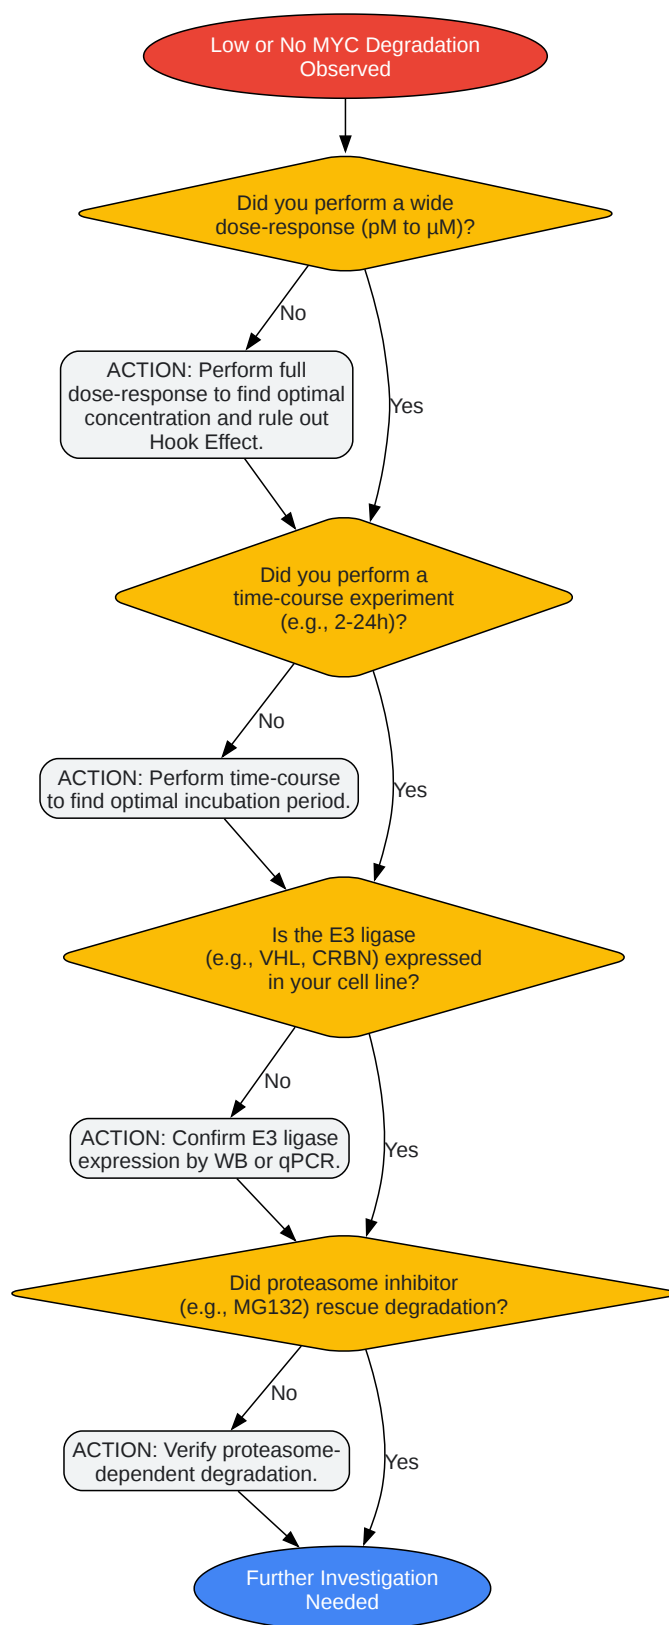 Low or No MYC Degradation
Observed
Did you perform a wide
dose-response (pM to µM)?
No
ACTION: Perform full
dose-response to find optimal
concentration and rule out
Hook Effect.
Yes
Did you perform a
time-course experiment
(e.g., 2-24h)?
No
ACTION: Perform time-course
to find optimal incubation period.
Yes
Is the E3 ligase
(e.g., VHL, CRBN) expressed
in your cell line?
No
ACTION: Confirm E3 ligase
expression by WB or qPCR.
Yes
Did proteasome inhibitor
(e.g., MG132) rescue degradation?
No
ACTION: Verify proteasome-
dependent degradation.
Yes
Further Investigation
Needed